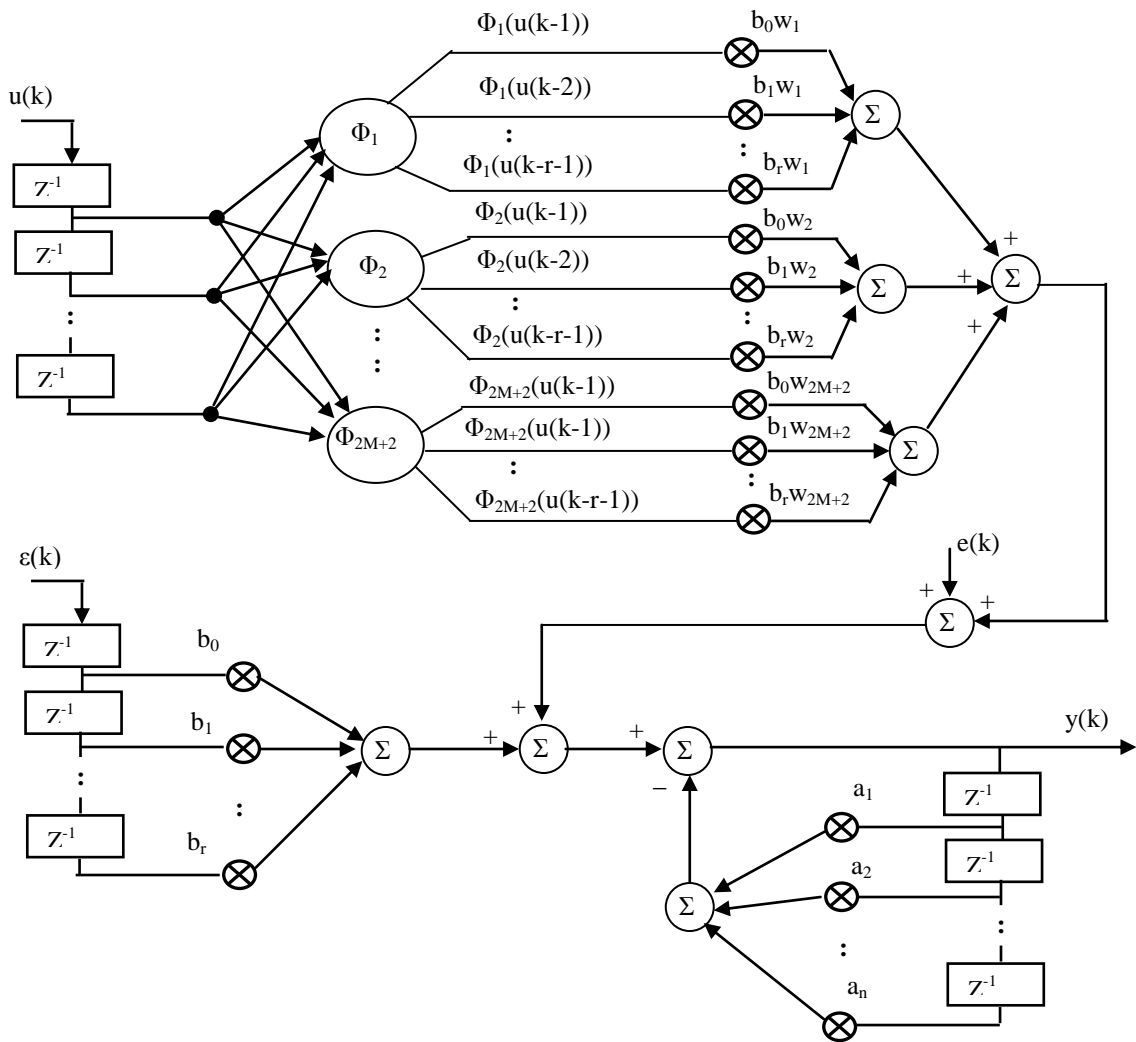 Φ1(u(k-1))
b0w1
u(k)
Φ1(u(k-2))
b1w1
Σ
Φ1
:
:
Φ1(u(k-r-1))
brw1
Z-1
Φ2(u(k-1))
b0w2
+
Z-1
Φ2
Φ2(u(k-2))
b1w2
Σ
+
Σ
:
:
:
+
:
Φ2(u(k-r-1))
brw2
Z-1
Φ2M+2(u(k-1))
b0w2M+2
Φ2M+2
Φ2M+2(u(k-1))
b1w2M+2
Σ
:
:
Φ2M+2(u(k-r-1))
brw2M+2
ε(k)
e(k)
+
+
Σ
Z-1
b0
Z-1
b1
+
Σ
+
Σ
+
Σ
y(k)
:
:
−
Z-1
a1
Z-1
br
Z-1
a2
Σ
:
:
an
Z-1